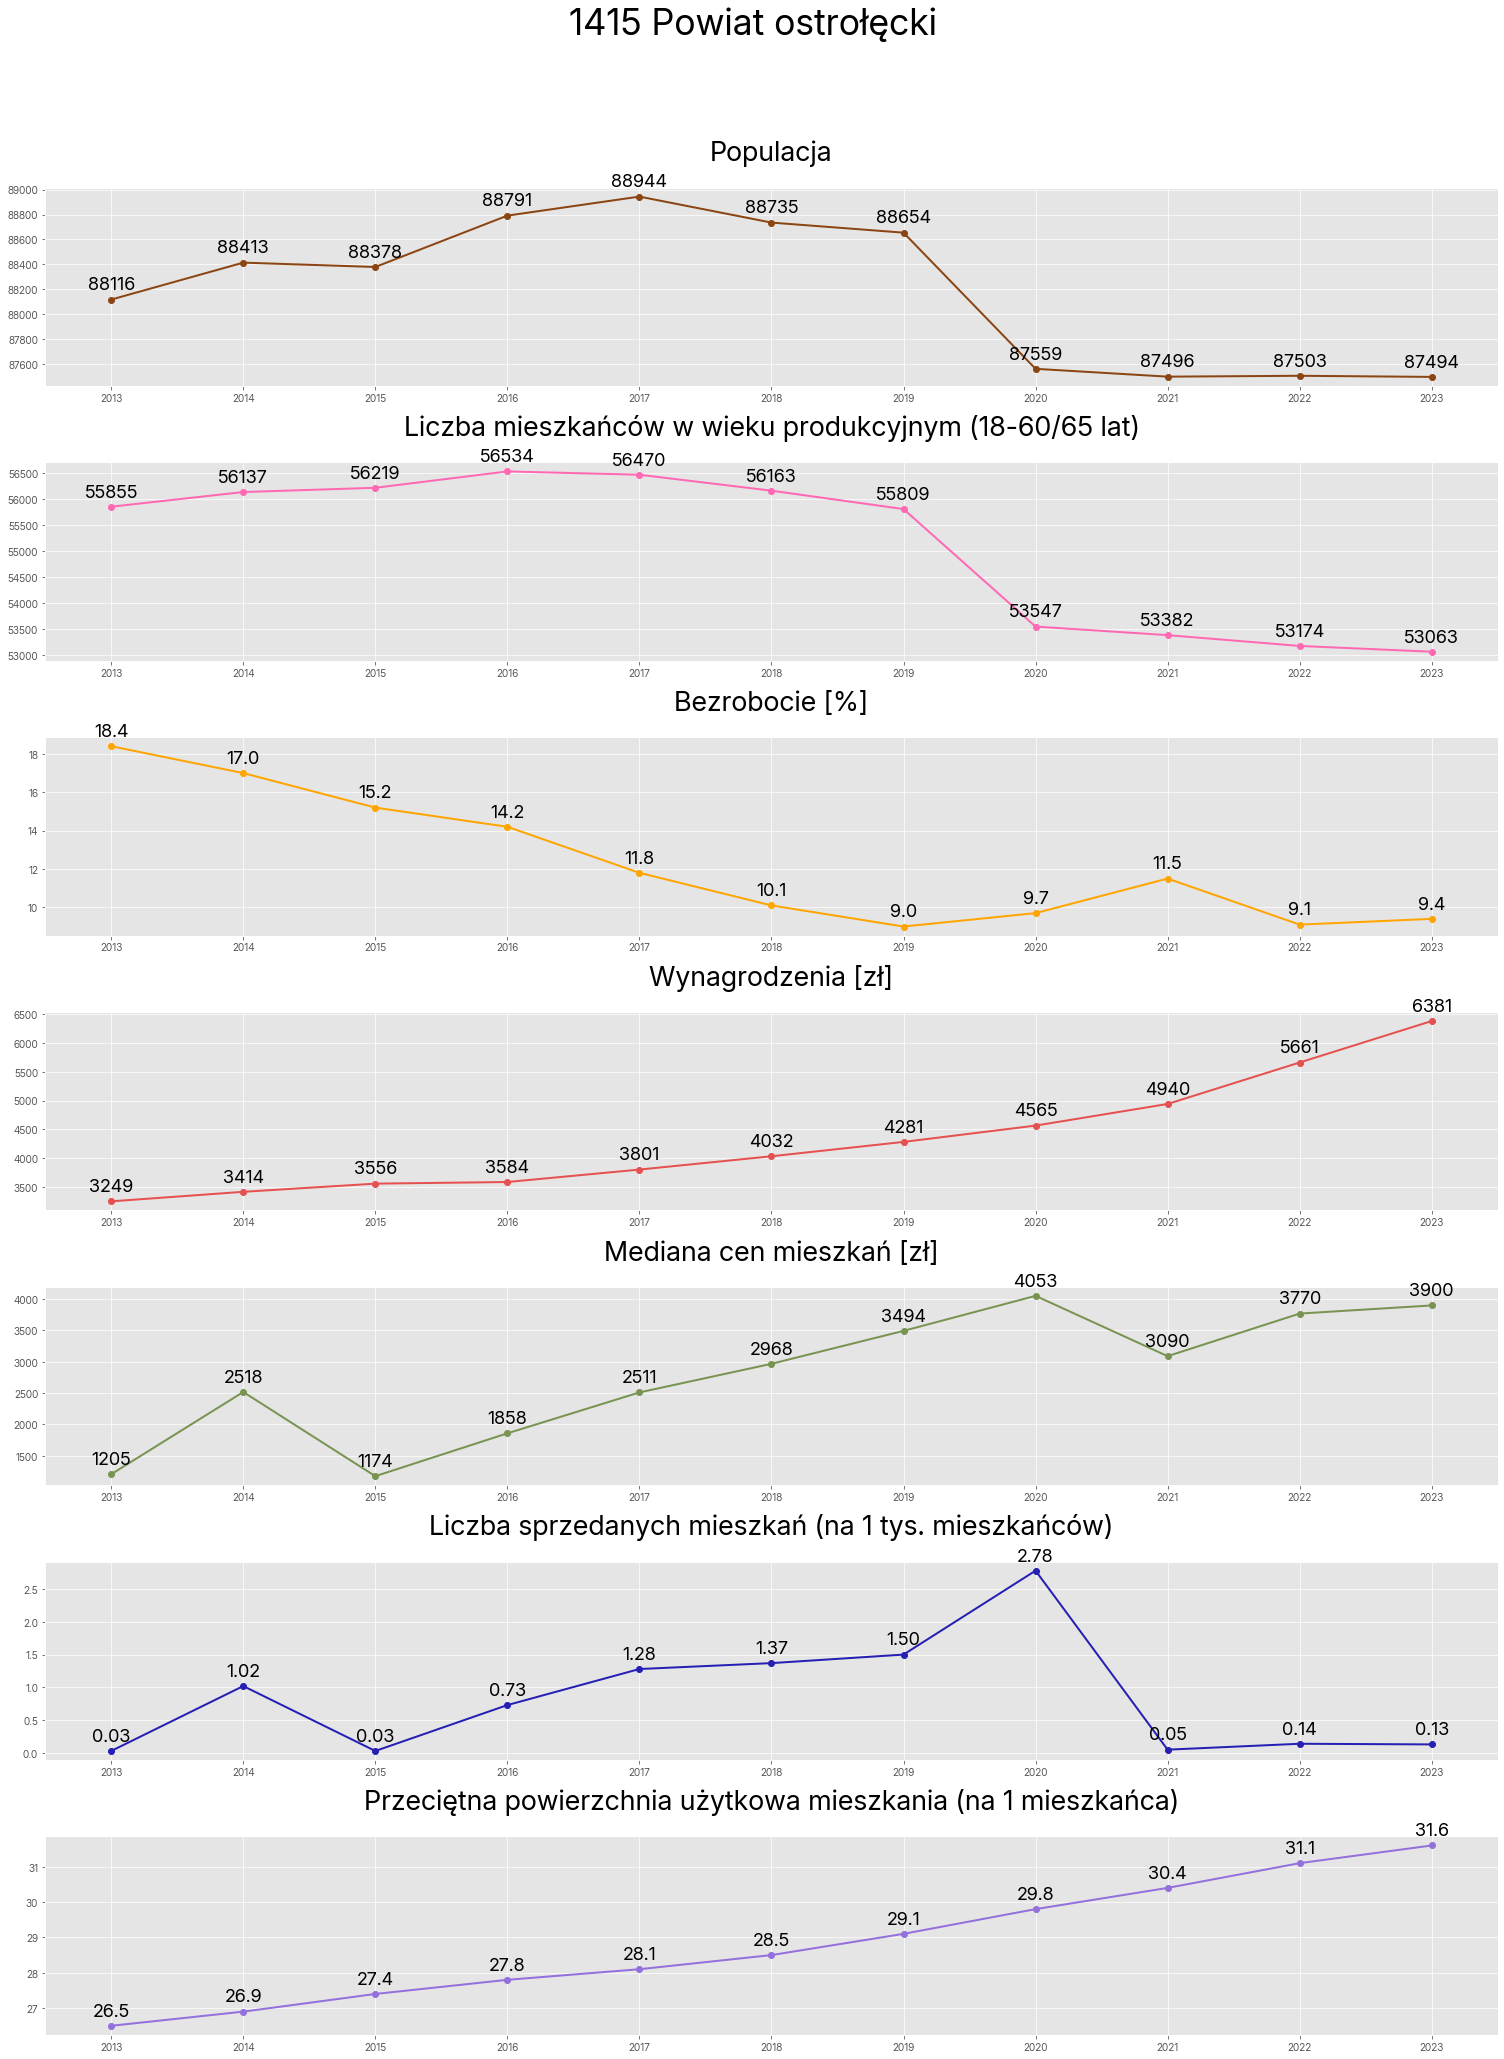 1415 Powiat ostrołęcki
Populacja
89000
88800
88600
88400
88200
88000
87800
87600
88116 88413 88378 88791 88944 88735 88654 87559 87496 87503 87494
2013 2014 2015 2016 2017 2018 2019 2020 2021 2022 2023
Liczba mieszkańców w wieku produkcyjnym (18-60/65 lat)
56500
56000
55500
55000
54500
54000
53500
53000
55855 56137 56219 56534 56470 56163 55809 53547 53382 53174 53063
2013 2014 2015 2016 2017 2018 2019 2020 2021 2022 2023
Bezrobocie [%]
18
16
14
12
10
18.4 17.0 15.2 14.2 11.8 10.1 9.0 9.7 11.5 9.1 9.4
2013 2014 2015 2016 2017 2018 2019 2020 2021 2022 2023
Wynagrodzenia [zł]
6500
6000
5500
5000
4500
4000
3500
3249 3414 3556 3584 3801 4032 4281 4565 4940 5661 6381
2013 2014 2015 2016 2017 2018 2019 2020 2021 2022 2023
Mediana cen mieszkań [zł]
4000
3500
3000
2500
2000
1500
1205 2518 1174 1858 2511 2968 3494 4053 3090 3770 3900
2013 2014 2015 2016 2017 2018 2019 2020 2021 2022 2023
Liczba sprzedanych mieszkań (na 1 tys. mieszkańców)
2.5
2.0
1.5
1.0
0.5
0.0
0.03 1.02 0.03 0.73 1.28 1.37 1.50 2.78 0.05 0.14 0.13
2013 2014 2015 2016 2017 2018 2019 2020 2021 2022 2023
Przeciętna powierzchnia użytkowa mieszkania (na 1 mieszkańca)
31
30
29
28
27
26.5 26.9 27.4 27.8 28.1 28.5 29.1 29.8 30.4 31.1 31.6
2013 2014 2015 2016 2017 2018 2019 2020 2021 2022 2023